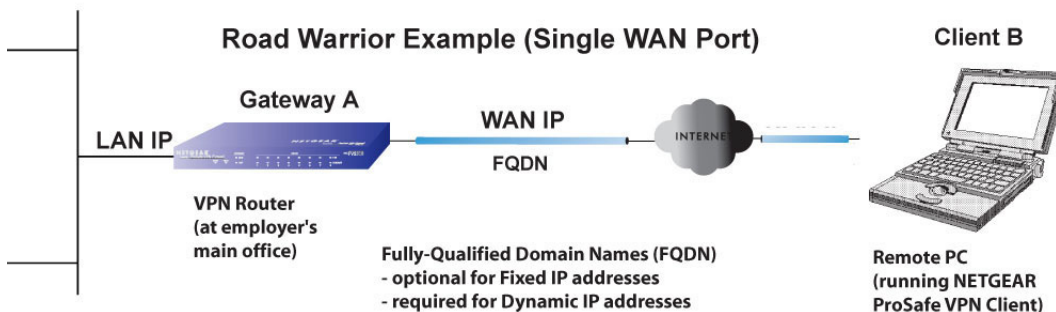 Road Warrior Example (Single WAN Port)
Client B
Gateway A
LAN IP
WAN IP
INTERNET
FQDN
NETGEAR
VPN Router
(at employer's
main office)
Fully-Qualified Domain Names (FQDN)
- optional for Fixed IP addresses
- required for Dynamic IP addresses
Remote PC
(running NETGEAR
ProSafe VPN Client)